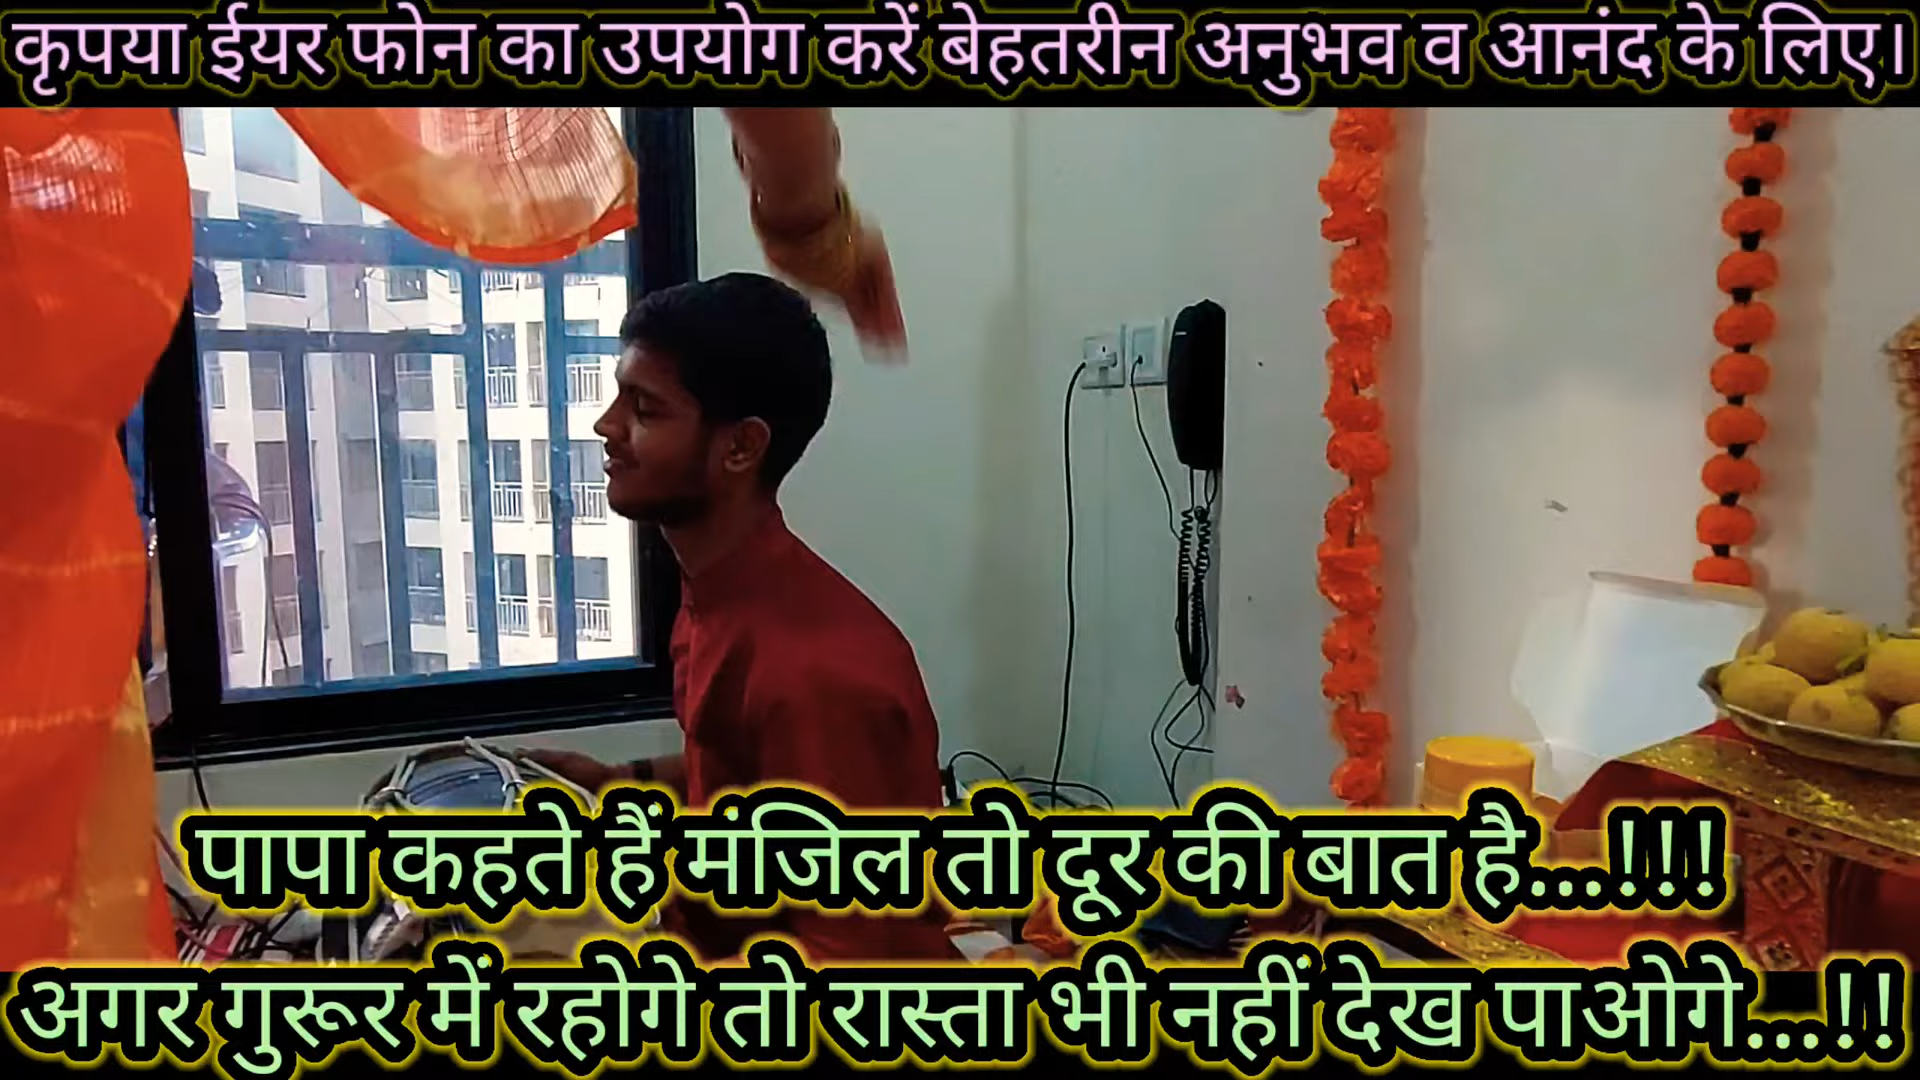 कृपया ईयर फोन का उपयोग करें बेहतरीन अनुभव व आनंद के लिए।
पापा कहते हैं मंजिल तो दूर की बात है...!!!
अगर गुरूर में रहोगे तो रास्ता भी नहीं देख पाओगे...!!